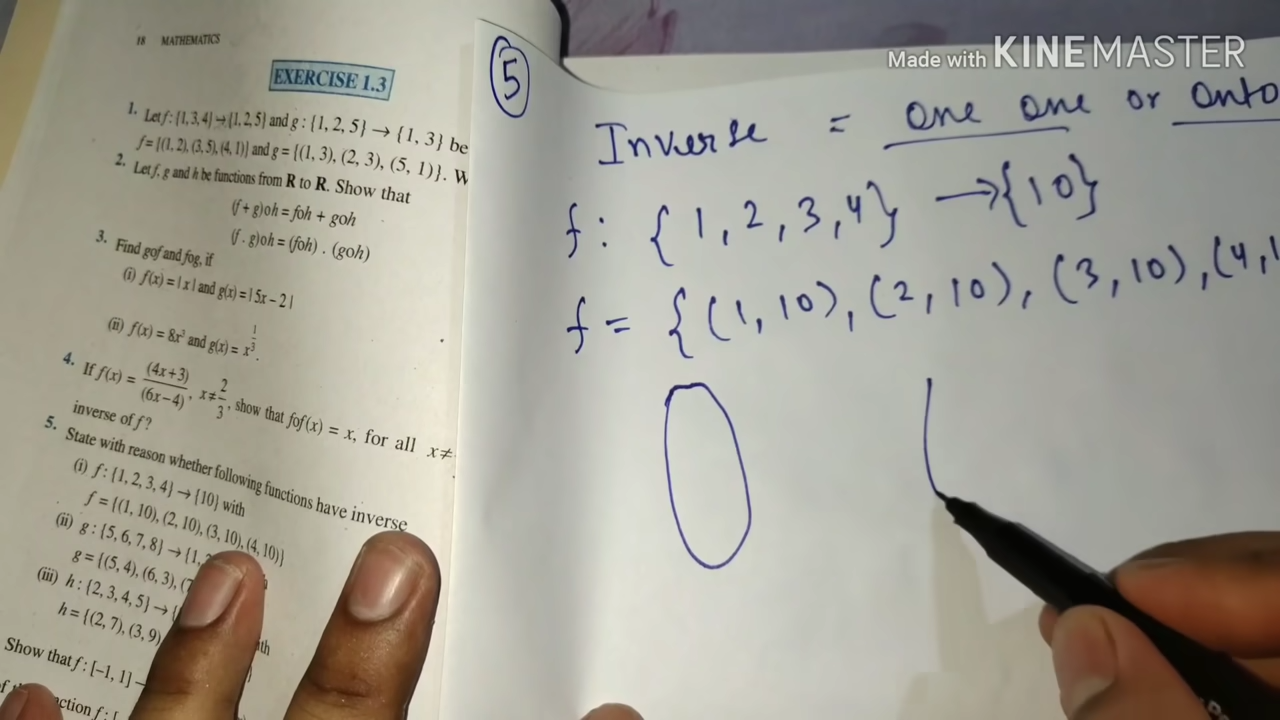 18 MATHEMATICS
EXERCISE 1.3
1. Let f : {1, 3, 4} → {1, 2, 5} and g : {1, 2, 5} → {1, 3} be
f = {(1, 2), (3, 5), (4, 1)} and g = {(1, 3), (2, 3), (5, 1)}. W
2. Let f, g and h be functions from R to R. Show that
(f + g)oh = foh + goh
(f . g)oh = (foh) . (goh)
3. Find gof and fog, if
(i) f(x) = | x | and g(x) = | 5x – 2 |
(ii) f(x) = 8x³ and g(x) = x^(1/3).
4. If f(x) = (4x+3)/(6x–4), x ≠ 2/3, show that fof(x) = x, for all x ≠
inverse of f?
5. State with reason whether following functions have inverse
(i) f : {1, 2, 3, 4} → {10} with
f = {(1, 10), (2, 10), (3, 10), (4, 10)}
(ii) g : {5, 6, 7, 8} → {1,
g = {(5, 4), (6, 3), (7
(iii) h : {2, 3, 4, 5} → {
h = {(2, 7), (3, 9)
Show that f : [–1, 1]
Made with KINEMASTER
5
Inverse = one one or onto
f : {1, 2, 3, 4} → {10}
f = {(1, 10), (2, 10), (3, 10), (4, 1